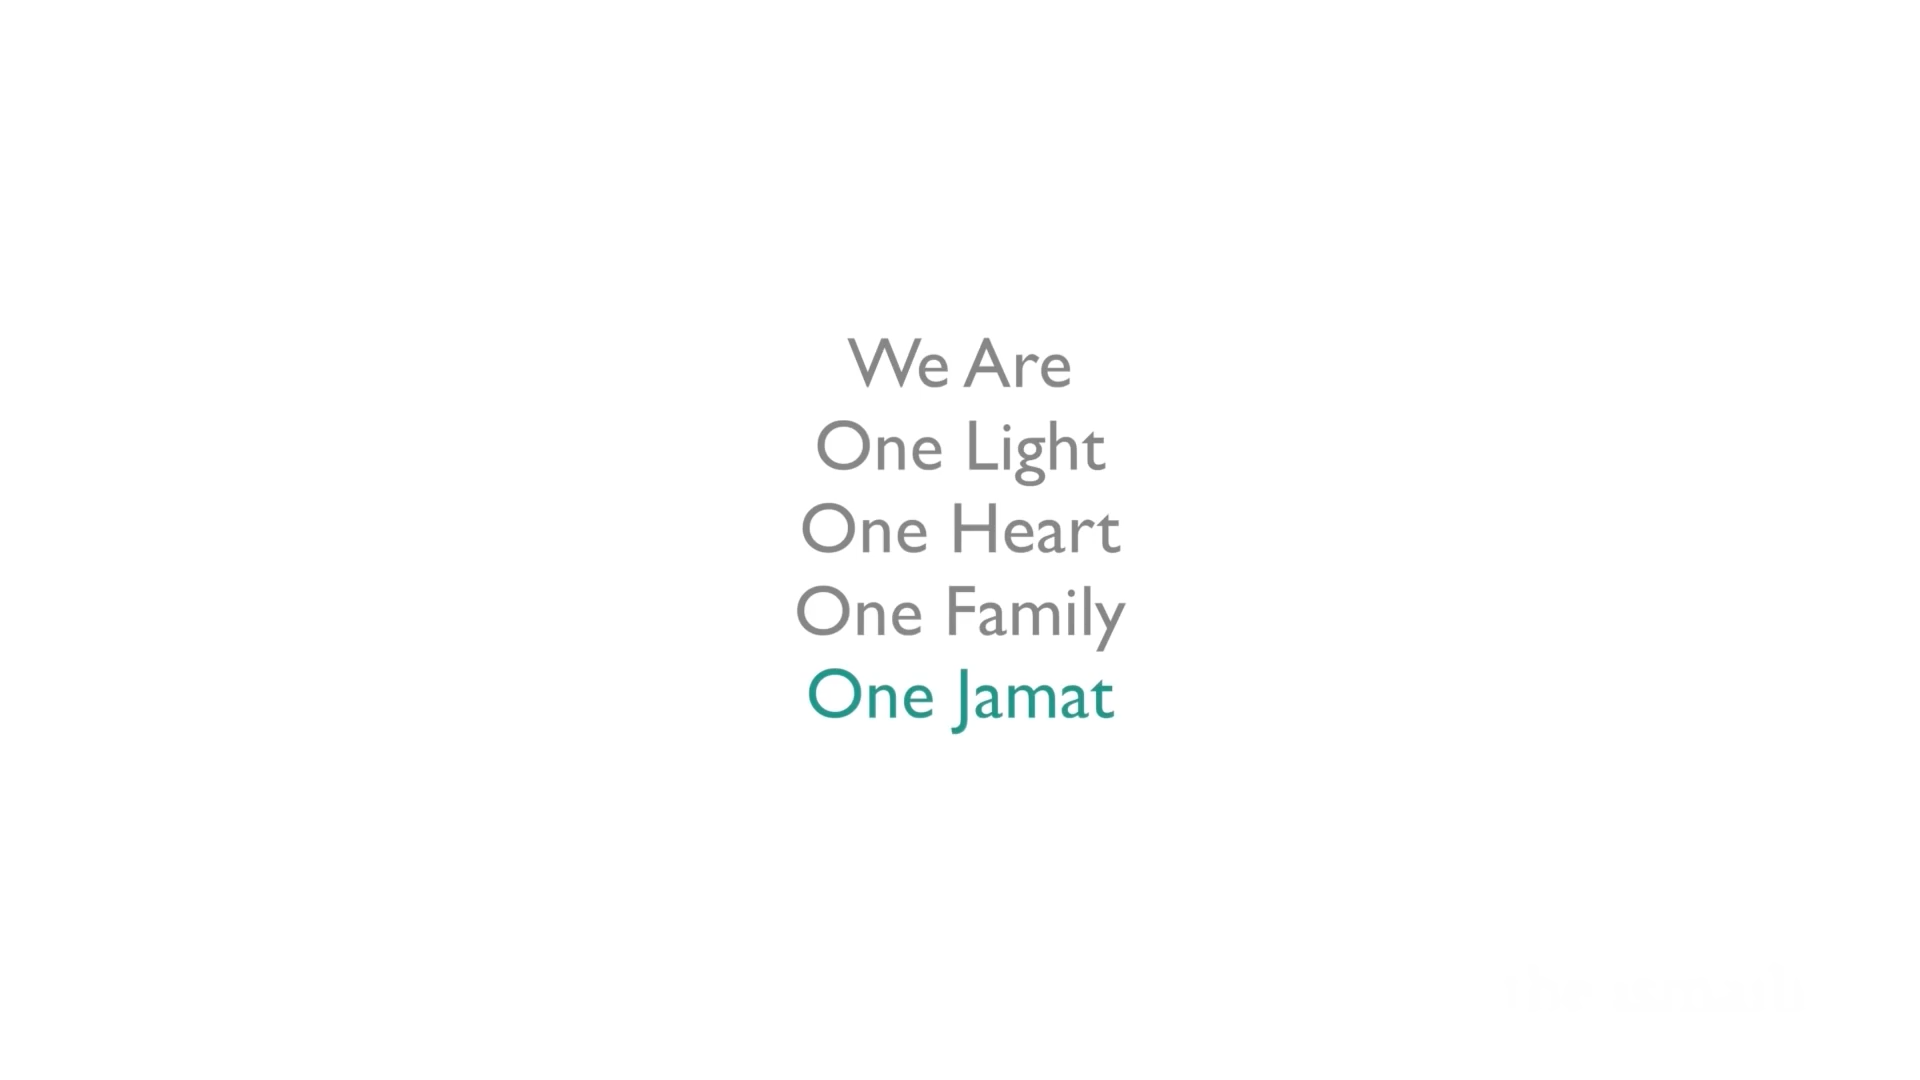 We Are
One Light
One Heart
One Family
One Jamat